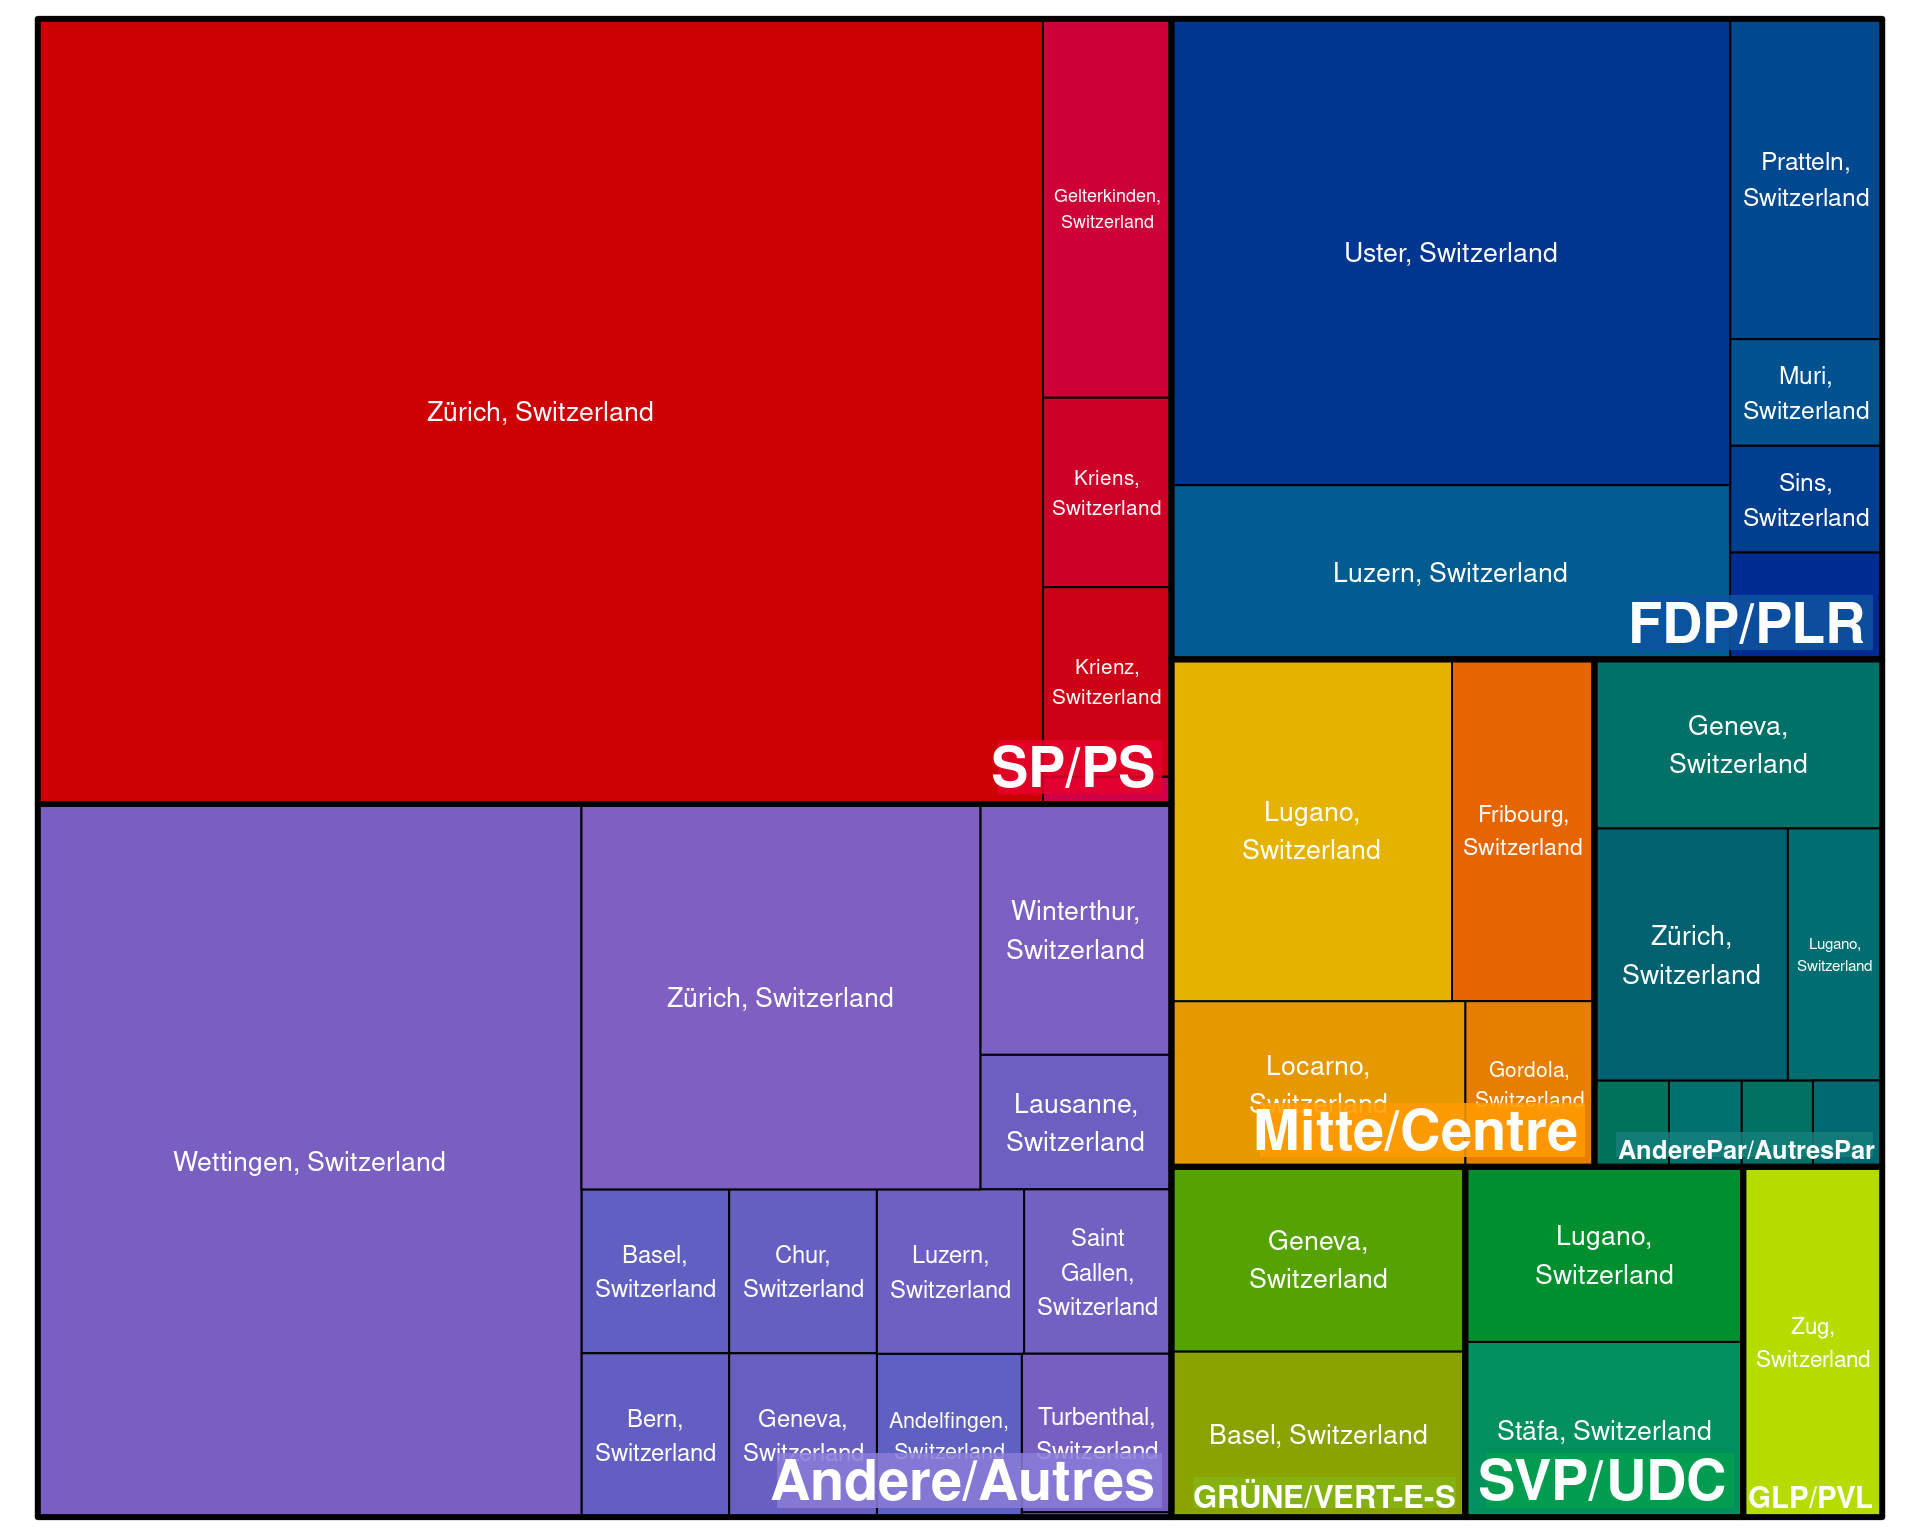 Zürich, Switzerland
Gelterkinden,
Switzerland
Kriens,
Switzerland
Krienz,
Switzerland
SP/PS
Uster, Switzerland
Pratteln,
Switzerland
Muri,
Switzerland
Sins,
Switzerland
Luzern, Switzerland
FDP/PLR
Wettingen, Switzerland
Zürich, Switzerland
Winterthur,
Switzerland
Lausanne,
Switzerland
Basel,
Switzerland
Chur,
Switzerland
Luzern,
Switzerland
Saint
Gallen,
Switzerland
Bern,
Switzerland
Geneva,
Switzerland
Andelfingen,
Switzerland
Turbenthal,
Switzerland
Andere/Autres
Lugano,
Switzerland
Fribourg,
Switzerland
Locarno,
Switzerland
Gordola,
Switzerland
Mitte/Centre
Geneva,
Switzerland
Zürich,
Switzerland
Lugano,
Switzerland
AnderePar/AutresPar
Geneva,
Switzerland
Basel, Switzerland
GRÜNE/VERT-E-S
Lugano,
Switzerland
Stäfa, Switzerland
SVP/UDC
Zug,
Switzerland
GLP/PVL